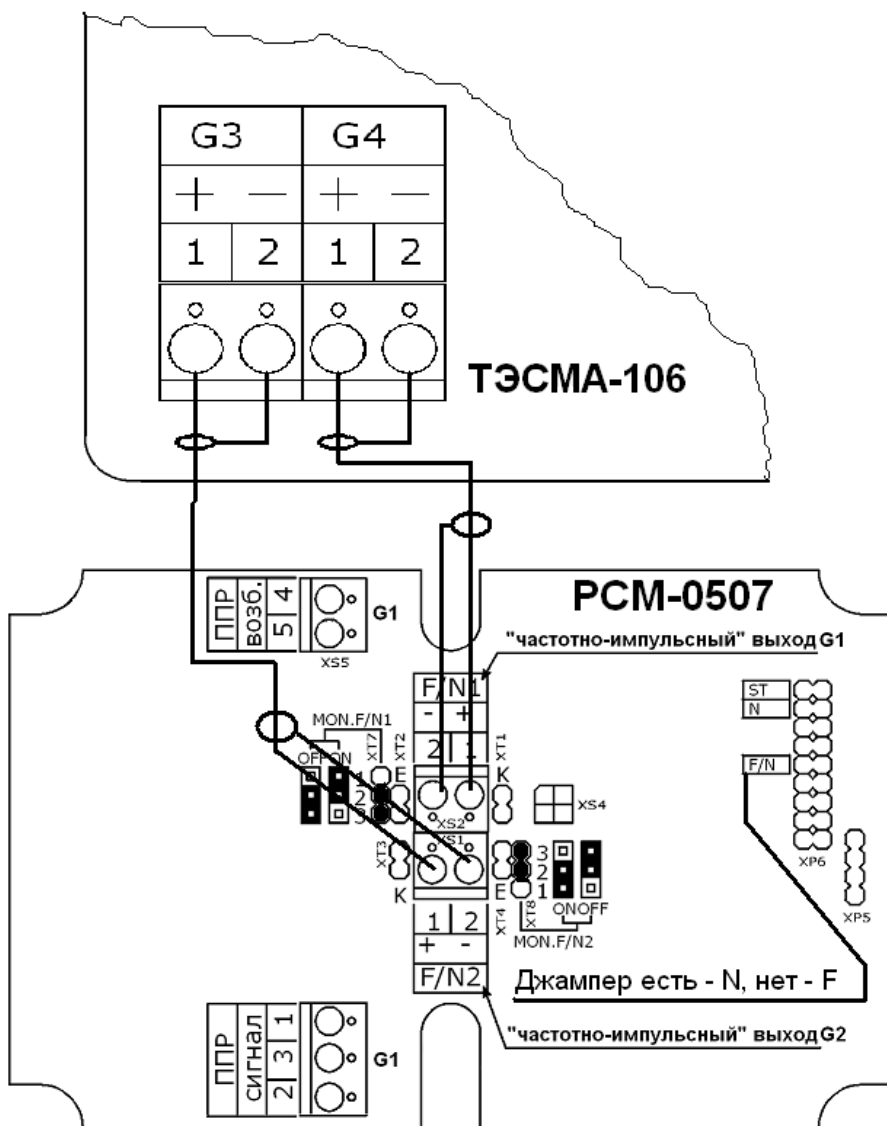 G3 G4
+ — + —
1 2 1 2
ТЭСМА-106
РСМ-0507
ППР
возб.
5 4
G1
XS5
"частотно-импульсный" выход G1
F/N1
- +
2 1
ST
N
F/N
MON.F/N1
OFF ON
XT7
XT2
XT1
1
2
3
E
K
XS2
XS4
XS1
XT3
K
E
XT4
XT8
3
2
1
ON OFF
MON.F/N2
XP6
XP5
1 2
+ -
F/N2
Джампер есть - N, нет - F
"частотно-импульсный" выход G2
ППР
сигнал
2 3 1
G1